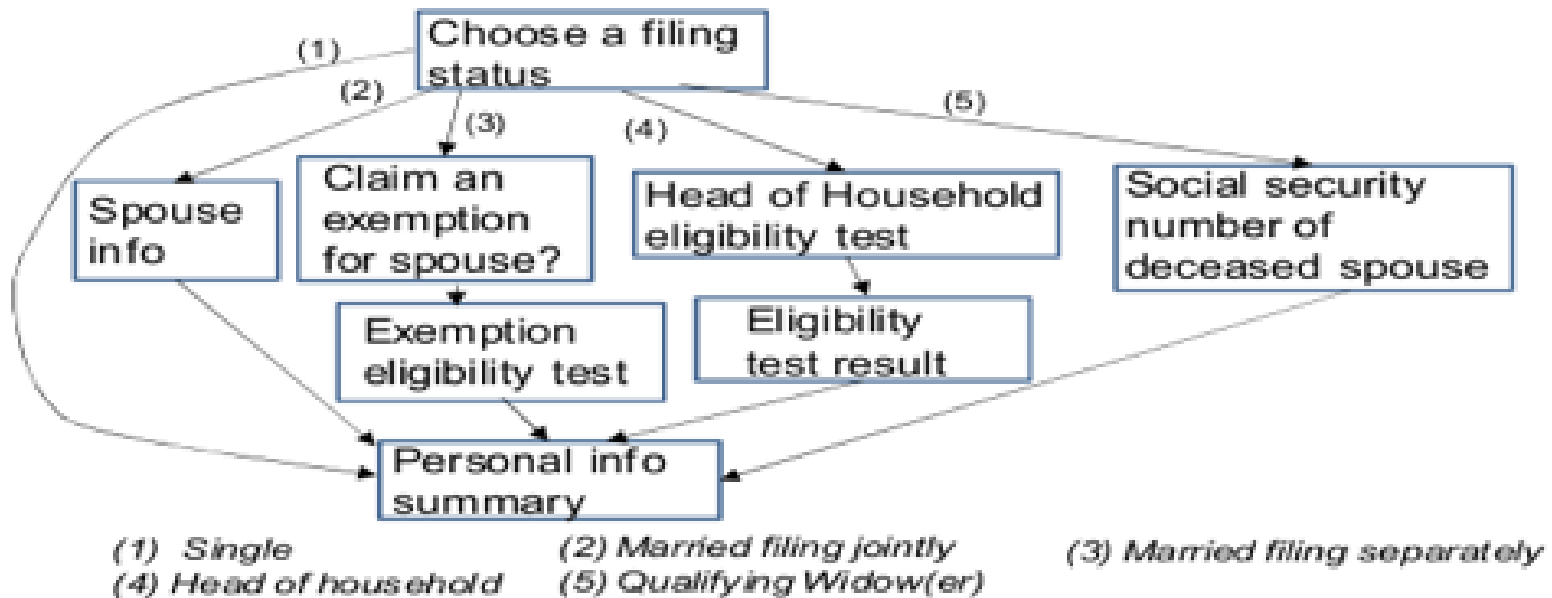 Choose a filing
status
(1)
(2)
(3)
(4)
(5)
Spouse
info
Claim an
exemption
for spouse?
Head of Household
eligibility test
Social security
number of
deceased spouse
Exemption
eligibility test
Eligibility
test result
Personal info
summary
(1) Single
(2) Married filing jointly
(3) Married filing separately
(4) Head of household
(5) Qualifying Widow(er)